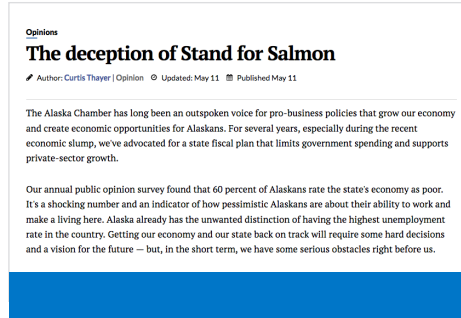 Opinions
The deception of Stand for Salmon
Author: Curtis Thayer | Opinion Updated: May 11 Published May 11
The Alaska Chamber has long been an outspoken voice for pro-business policies that grow our economy
and create economic opportunities for Alaskans. For several years, especially during the recent
economic slump, we've advocated for a state fiscal plan that limits government spending and supports
private-sector growth.
Our annual public opinion survey found that 60 percent of Alaskans rate the state's economy as poor.
It's a shocking number and an indicator of how pessimistic Alaskans are about their ability to work and
make a living here. Alaska already has the unwanted distinction of having the highest unemployment
rate in the country. Getting our economy and our state back on track will require some hard decisions
and a vision for the future — but, in the short term, we have some serious obstacles right before us.